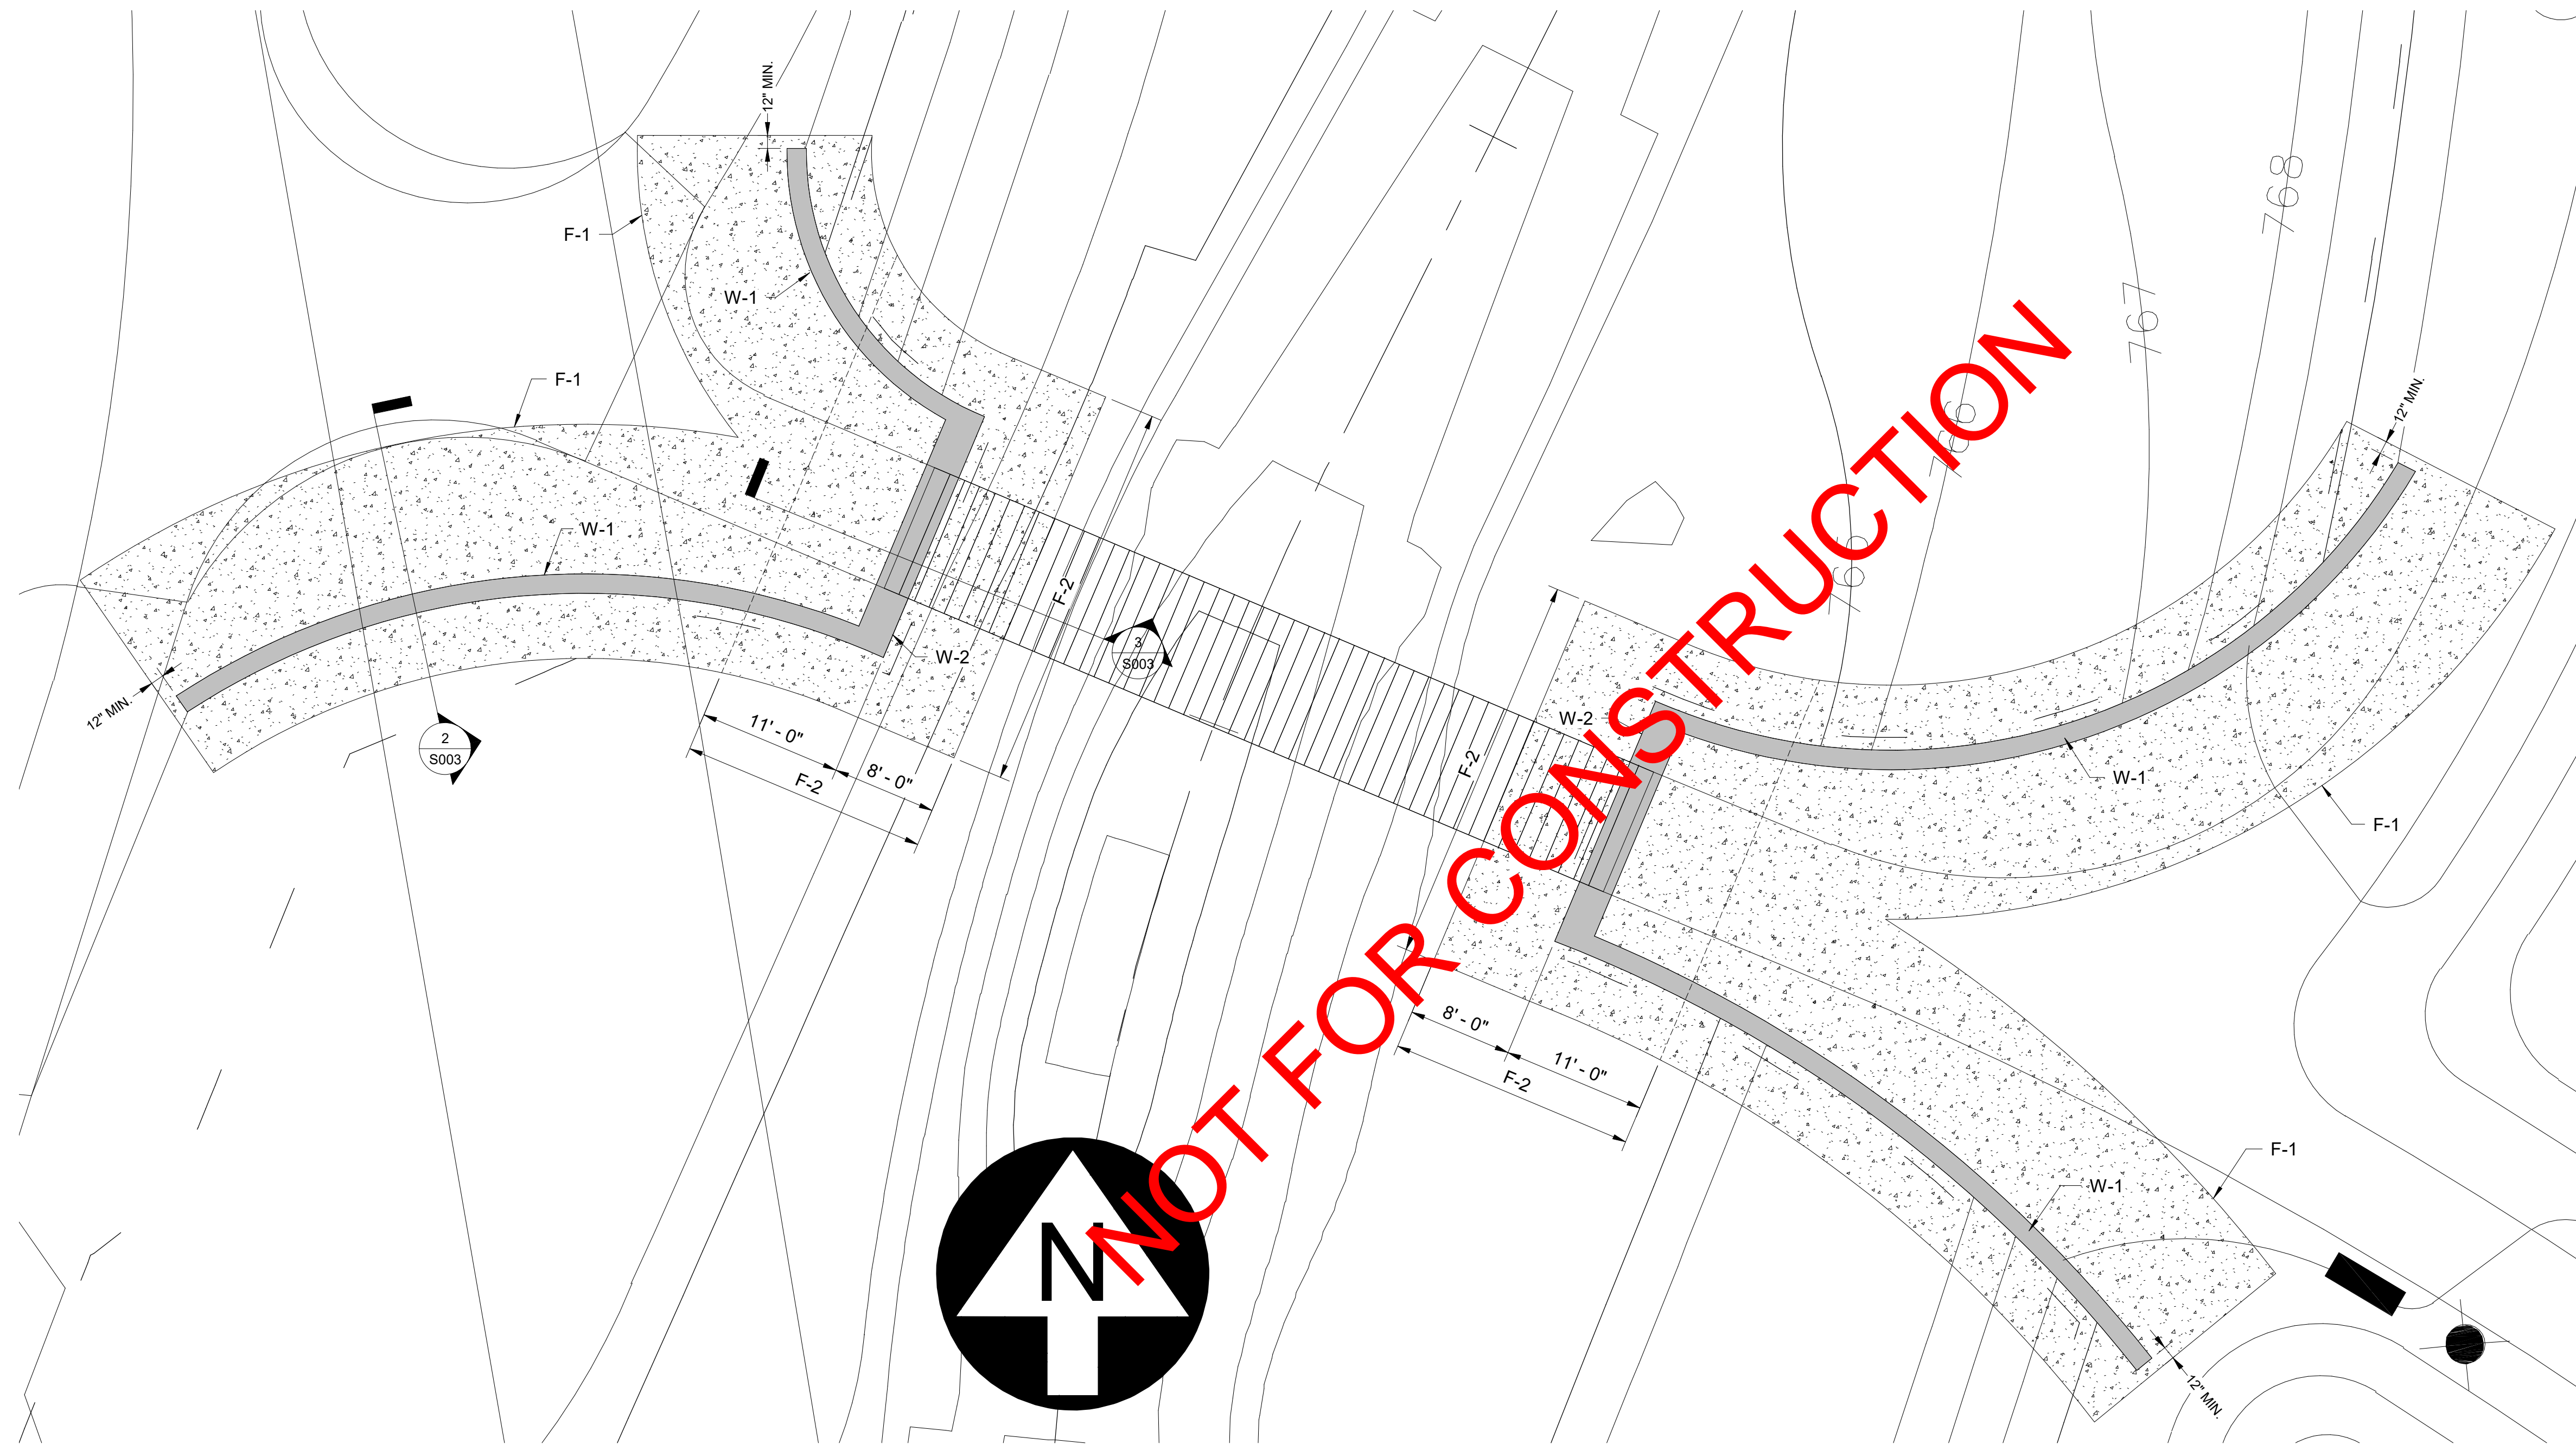 12" MIN.
768
F-1
W-1
767
766
F-1
12" MIN.
W-1
F-2
765
3
S003
W-2
W-2
12" MIN.
11' - 0"
8' - 0"
F-2
2
S003
F-2
W-1
F-1
NOT FOR CONSTRUCTION
8' - 0"
11' - 0"
F-2
F-1
W-1
N
12" MIN.